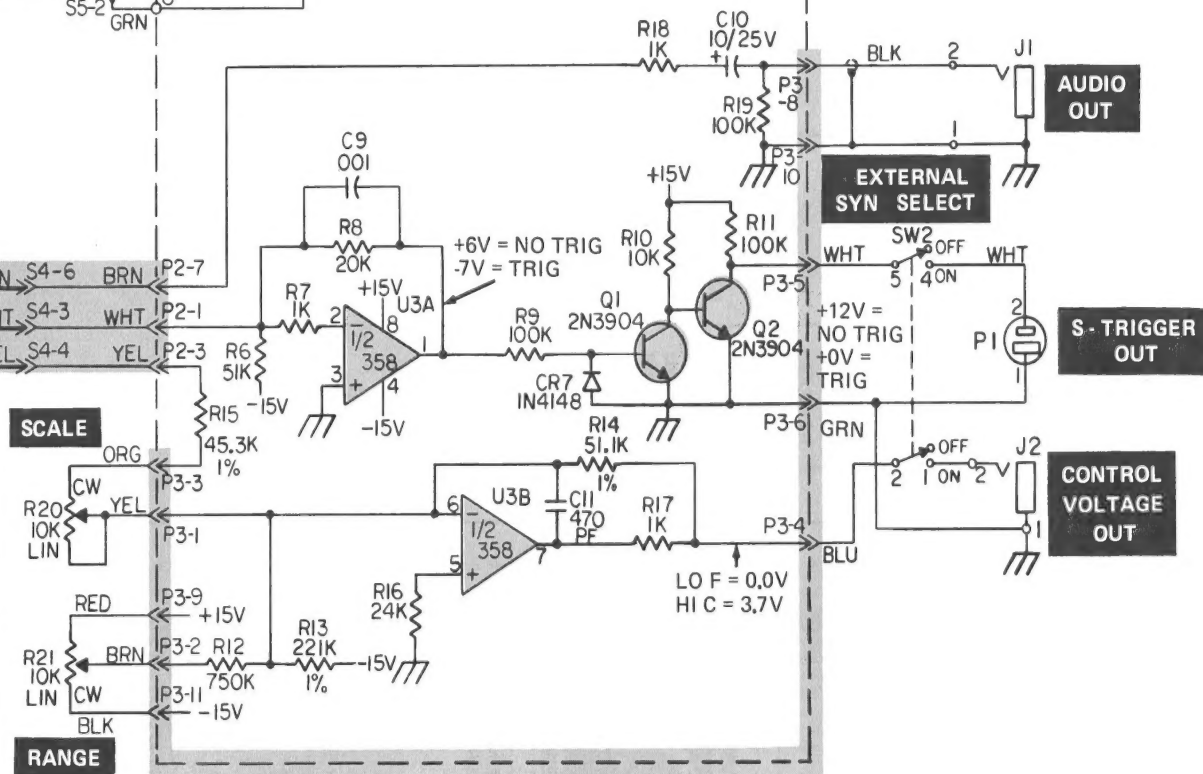 S5-2
GRN
R18
1K
C10
10/25V
+
BLK
2
J1
P3
-8
AUDIO
OUT
R19
100K
1
P3-
10
C9
001
EXTERNAL
SYN SELECT
+15V
R8
20K
+6V = NO TRIG
-7V = TRIG
R10
10K
R11
100K
SW2
OFF
WHT
5
4
ON
WHT
S4-6
BRN
P2-7
S4-3
WHT
P2-1
S4-4
YEL
P2-3
R7
1K
+15V
U3A
2
8
1/2
358
1
3
+
4
-15V
R6
51K
-15V
R9
100K
Q1
2N3904
Q2
2N3904
P3-5
+12V =
NO TRIG
+0V =
TRIG
2
P1
1
S-TRIGGER
OUT
CR7
1N4148
P3-6
GRN
SCALE
R15
45.3K
1%
ORG
P3-3
CW
R20
10K
LIN
YEL
P3-1
R14
51.1K
1%
U3B
6
1/2
358
7
5
+
C11
470
PF
R17
1K
P3-4
BLU
OFF
2
1
ON
2
J2
1
CONTROL
VOLTAGE
OUT
LO F = 0.0V
HI C = 3.7V
R16
24K
RED
P3-9
+15V
R21
10K
LIN
BRN
P3-2
R12
750K
R13
221K
1%
-15V
CW
P3-11
-15V
BLK
RANGE